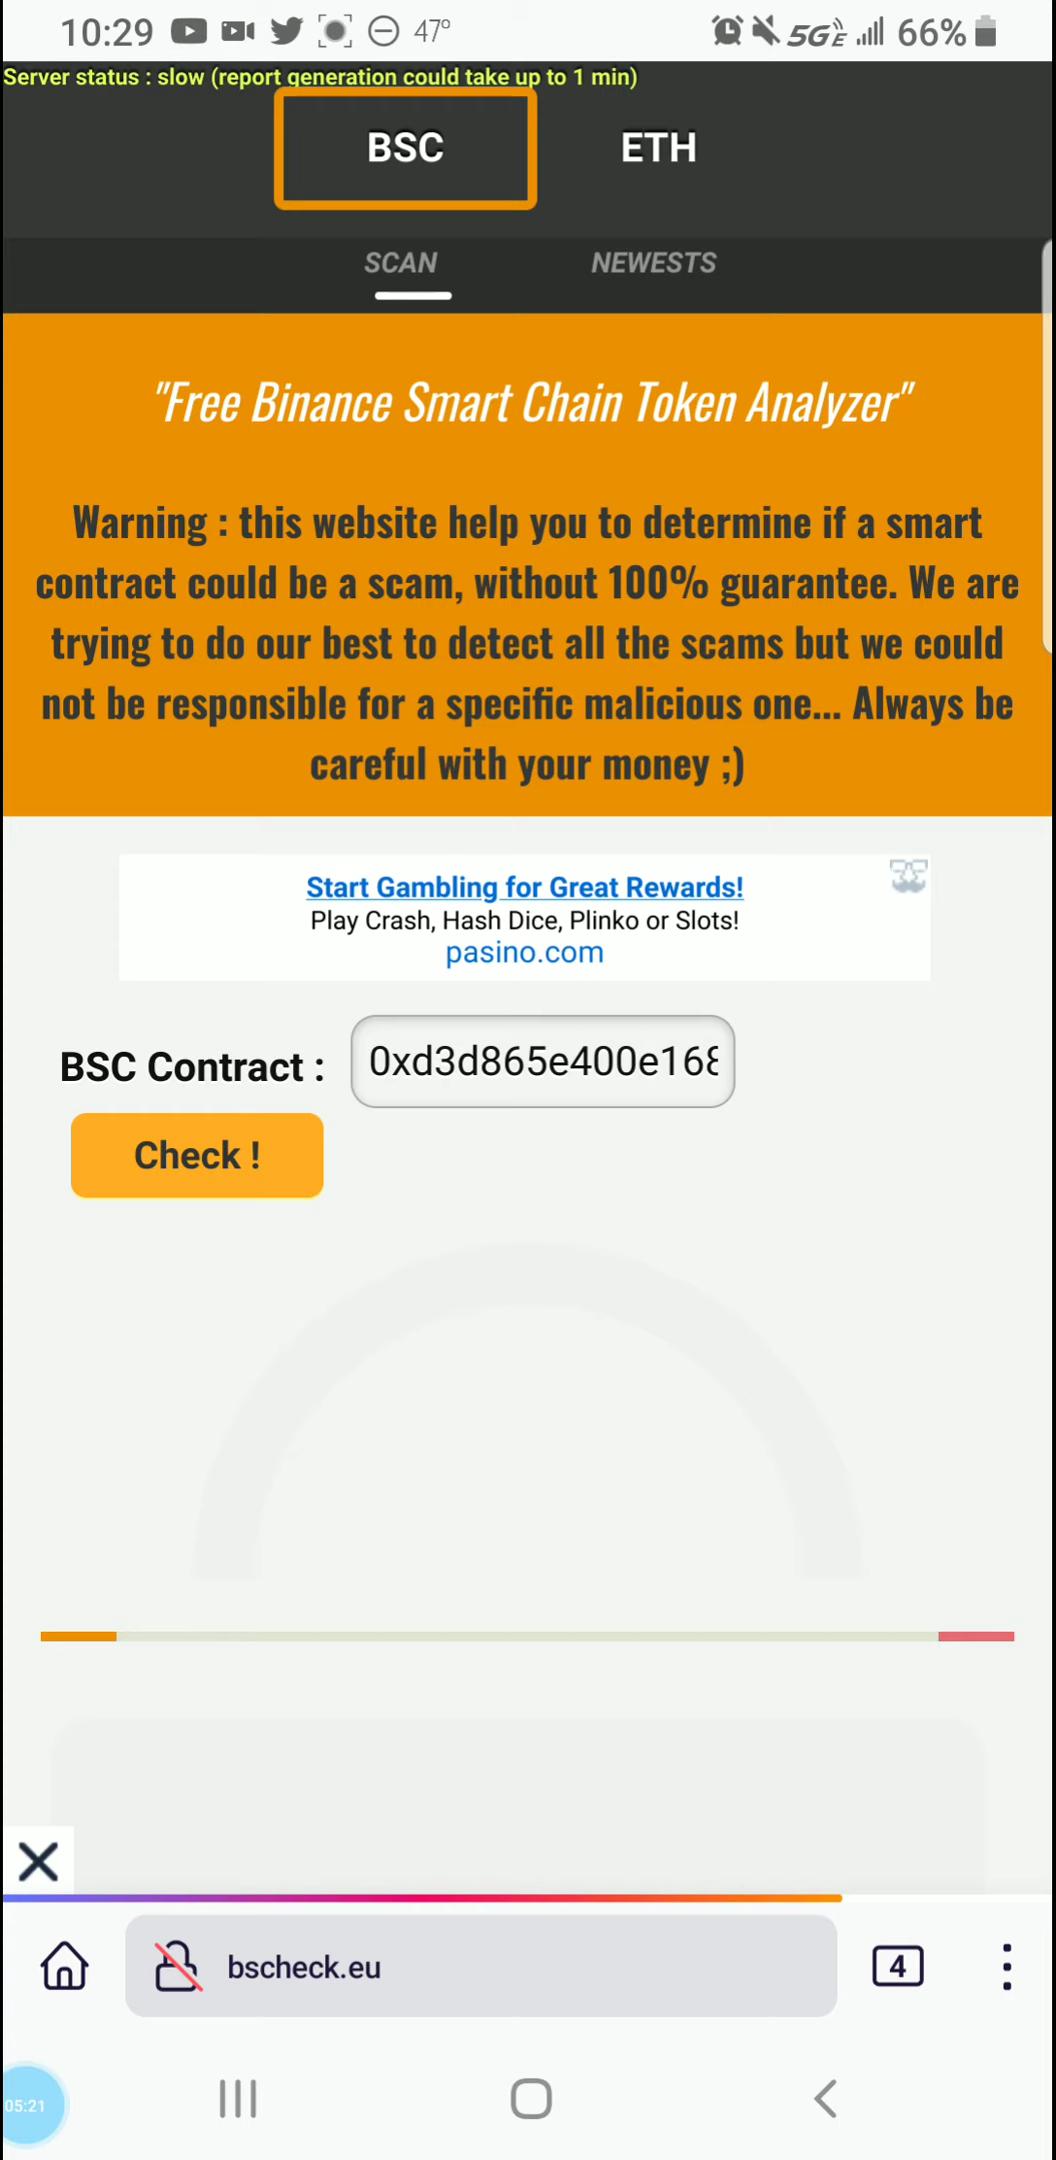 10:29 47° 5GE 66%
Server status : slow (report generation could take up to 1 min)
BSC ETH
SCAN NEWESTS
"Free Binance Smart Chain Token Analyzer"
Warning : this website help you to determine if a smart
contract could be a scam, without 100% guarantee. We are
trying to do our best to detect all the scams but we could
not be responsible for a specific malicious one... Always be
careful with your money ;)
Start Gambling for Great Rewards!
Play Crash, Hash Dice, Plinko or Slots!
pasino.com
BSC Contract : 0xd3d865e400e168
Check !
bscheck.eu 4
05:21